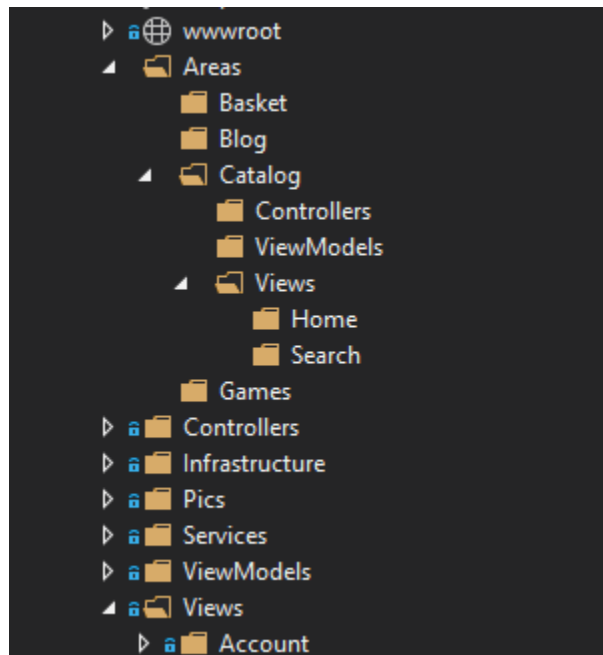 wwwroot
Areas
Basket
Blog
Catalog
Controllers
ViewModels
Views
Home
Search
Games
Controllers
Infrastructure
Pics
Services
ViewModels
Views
Account